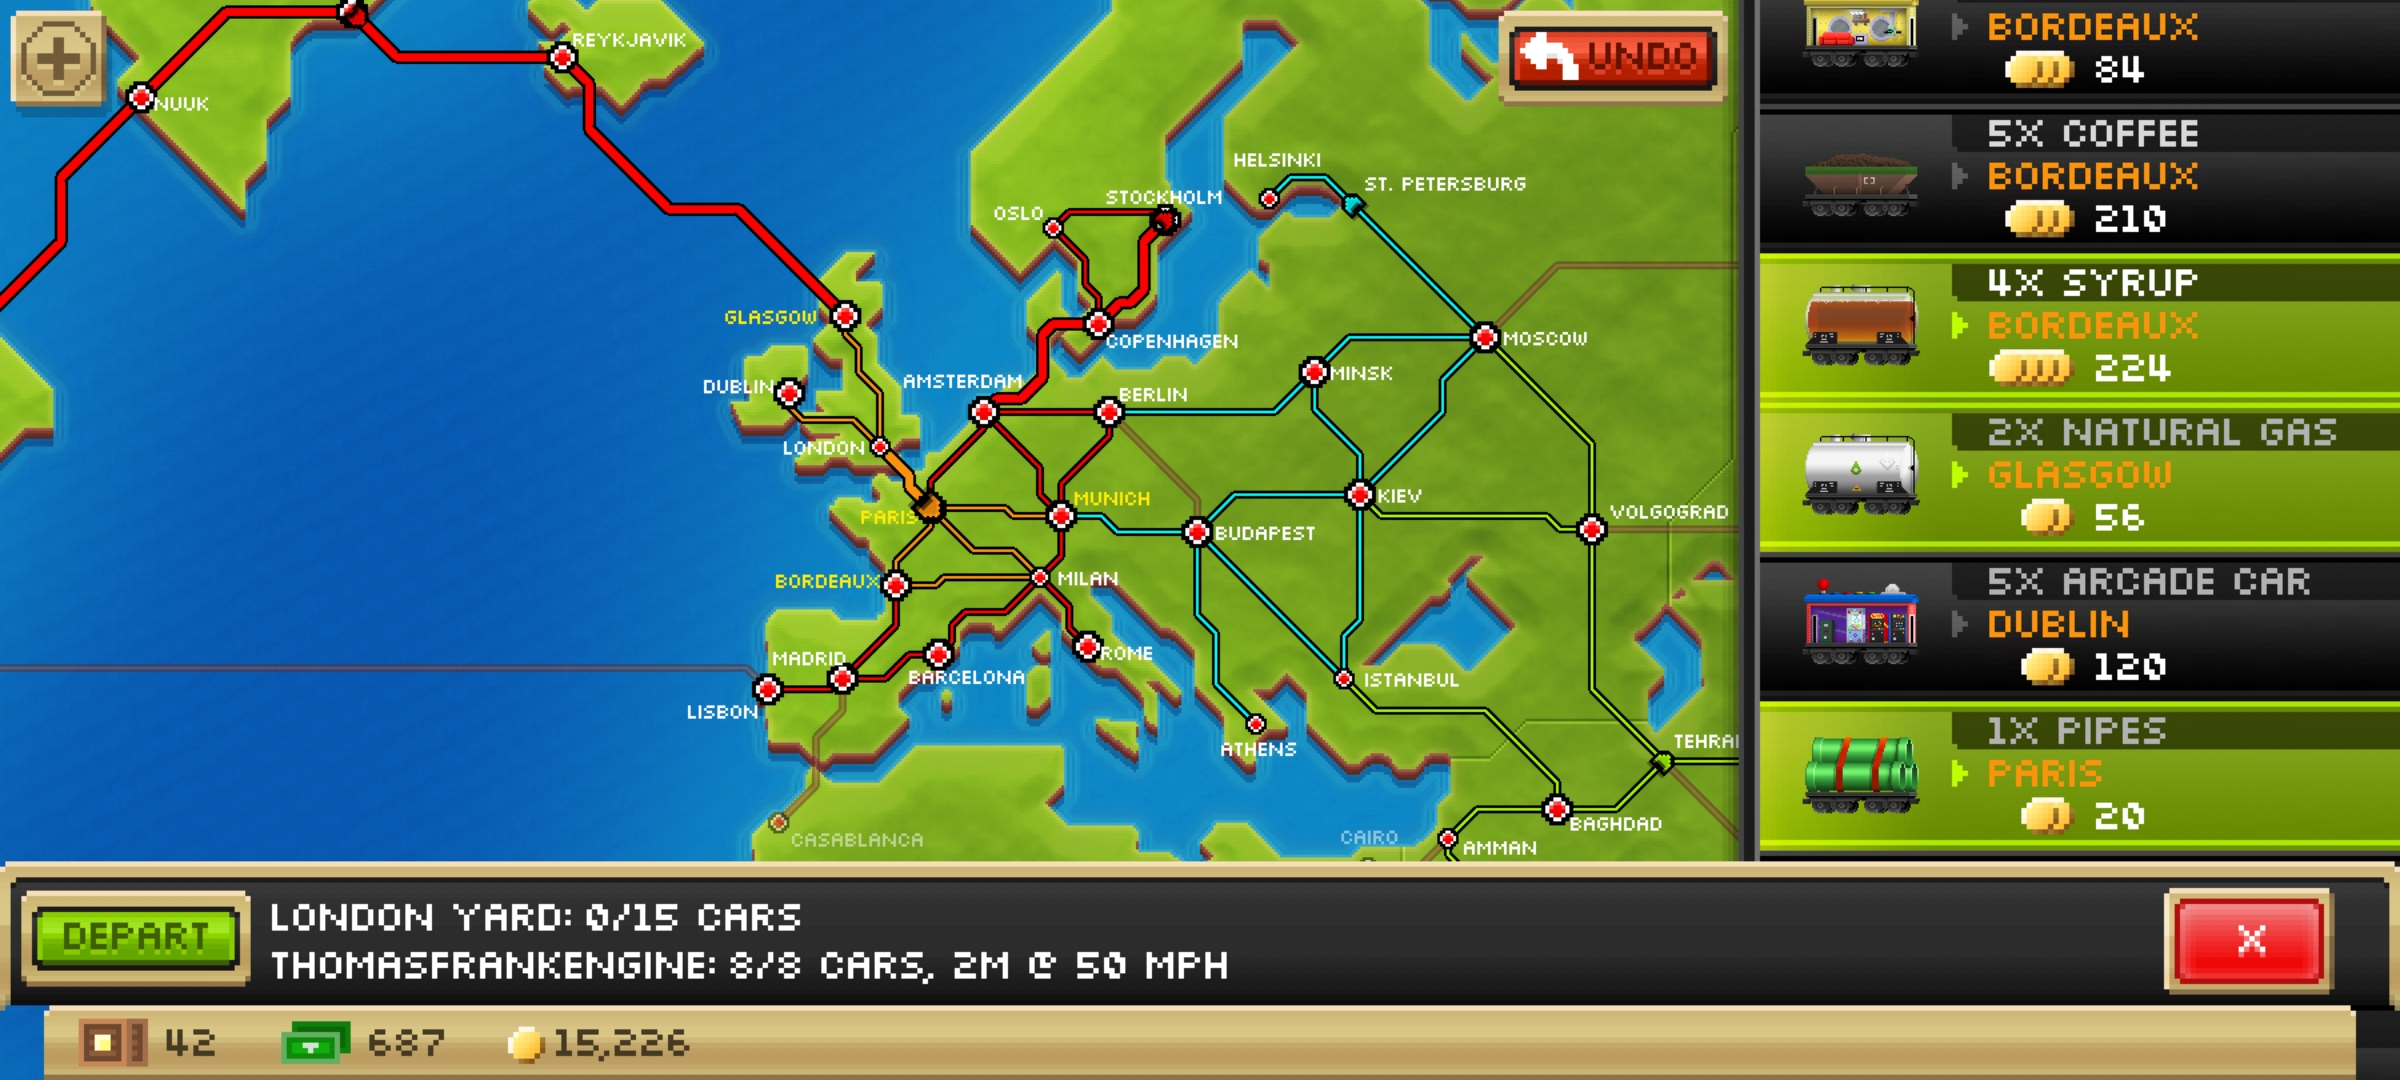 REYKJAVIK
NUUK
UNDO
HELSINKI
ST. PETERSBURG
STOCKHOLM
OSLO
GLASGOW
COPENHAGEN
MOSCOW
DUBLIN
AMSTERDAM
BERLIN
MINSK
LONDON
PARIS
MUNICH
KIEV
VOLGOGRAD
BUDAPEST
BORDEAUX
MILAN
MADRID
ROME
BARCELONA
ISTANBUL
LISBON
ATHENS
TEHRA
CASABLANCA
CAIRO
BAGHDAD
AMMAN
BORDEAUX
84
5X COFFEE
BORDEAUX
210
4X SYRUP
BORDEAUX
224
2X NATURAL GAS
GLASGOW
56
5X ARCADE CAR
DUBLIN
120
1X PIPES
PARIS
20
DEPART
LONDON YARD: 0/15 CARS
THOMASFRANKENGINE: 8/8 CARS, 2M @ 50 MPH
X
42
687
15,226